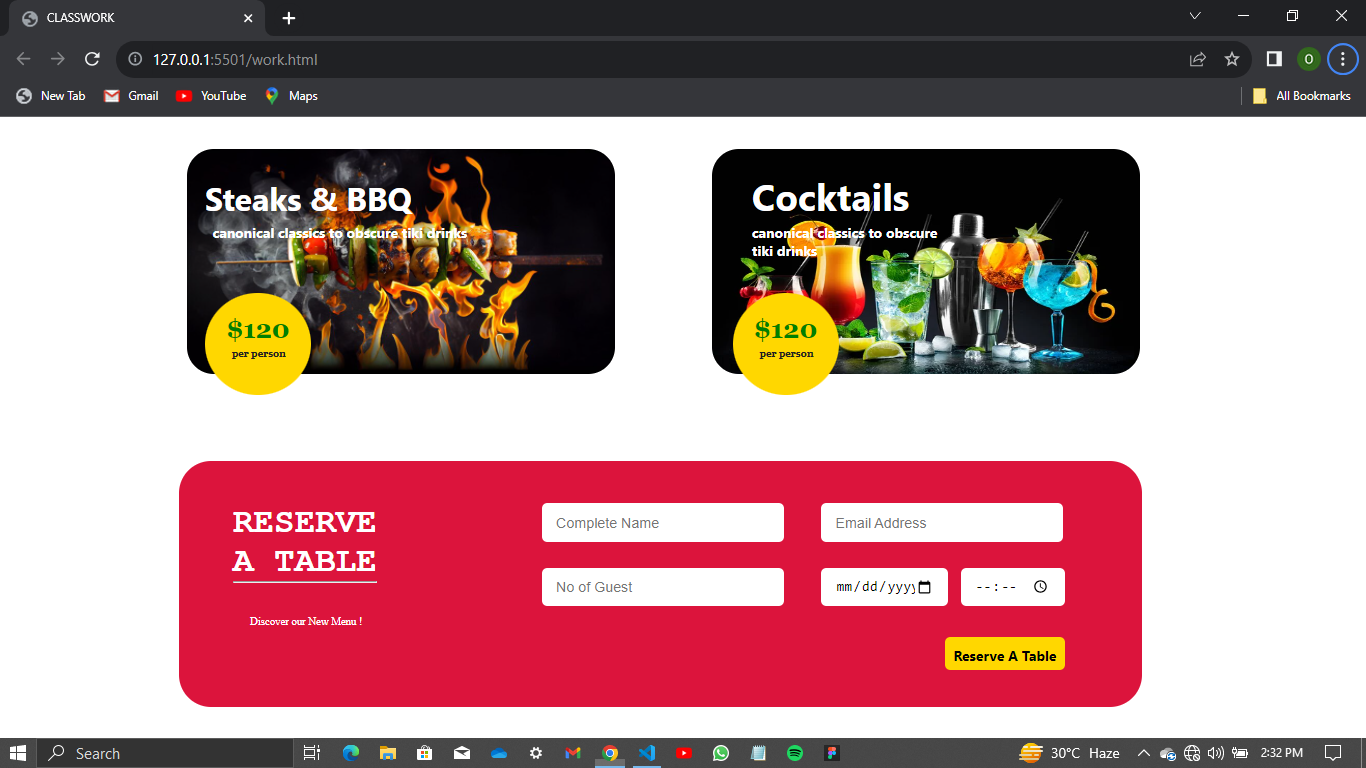 CLASSWORK
127.0.0.1:5501/work.html
O
New Tab
Gmail
YouTube
Maps
All Bookmarks
Steaks & BBQ
canonical classics to obscure tiki drinks
$120
per person
Cocktails
canonical classics to obscure
tiki drinks
$120
per person
RESERVE
A TABLE
Discover our New Menu !
Complete Name
Email Address
No of Guest
mm/dd/yyyy
--:--
Reserve A Table
Search
30°C Haze
2:32 PM